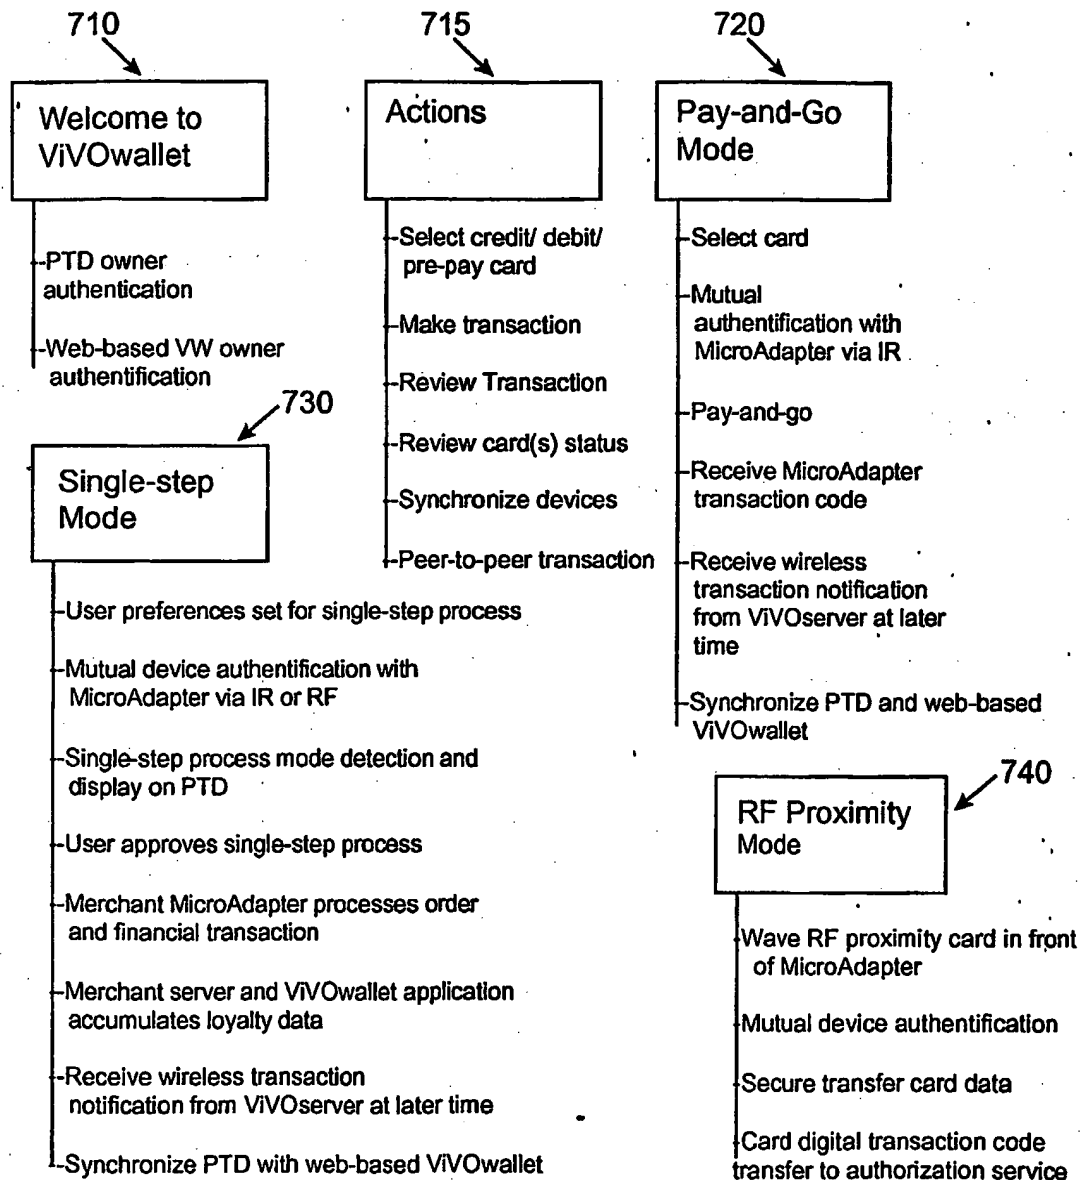 710
Welcome to
ViVOwallet
PTD owner
authentication
Web-based VW owner
authentification
715
Actions
Select credit/ debit/
pre-pay card
Make transaction
Review Transaction
Review card(s) status
Synchronize devices
Peer-to-peer transaction
720
Pay-and-Go
Mode
Select card
Mutual
authentification with
MicroAdapter via IR
Pay-and-go
Receive MicroAdapter
transaction code
Receive wireless
transaction notification
from ViVOserver at later
time
Synchronize PTD and web-based
ViVOwallet
730
Single-step
Mode
User preferences set for single-step process
Mutual device authentification with
MicroAdapter via IR or RF
Single-step process mode detection and
display on PTD
User approves single-step process
Merchant MicroAdapter processes order
and financial transaction
Merchant server and ViVOwallet application
accumulates loyalty data
Receive wireless transaction
notification from ViVOserver at later time
Synchronize PTD with web-based ViVOwallet
740
RF Proximity
Mode
Wave RF proximity card in front
of MicroAdapter
Mutual device authentification
Secure transfer card data
Card digital transaction code
transfer to authorization service